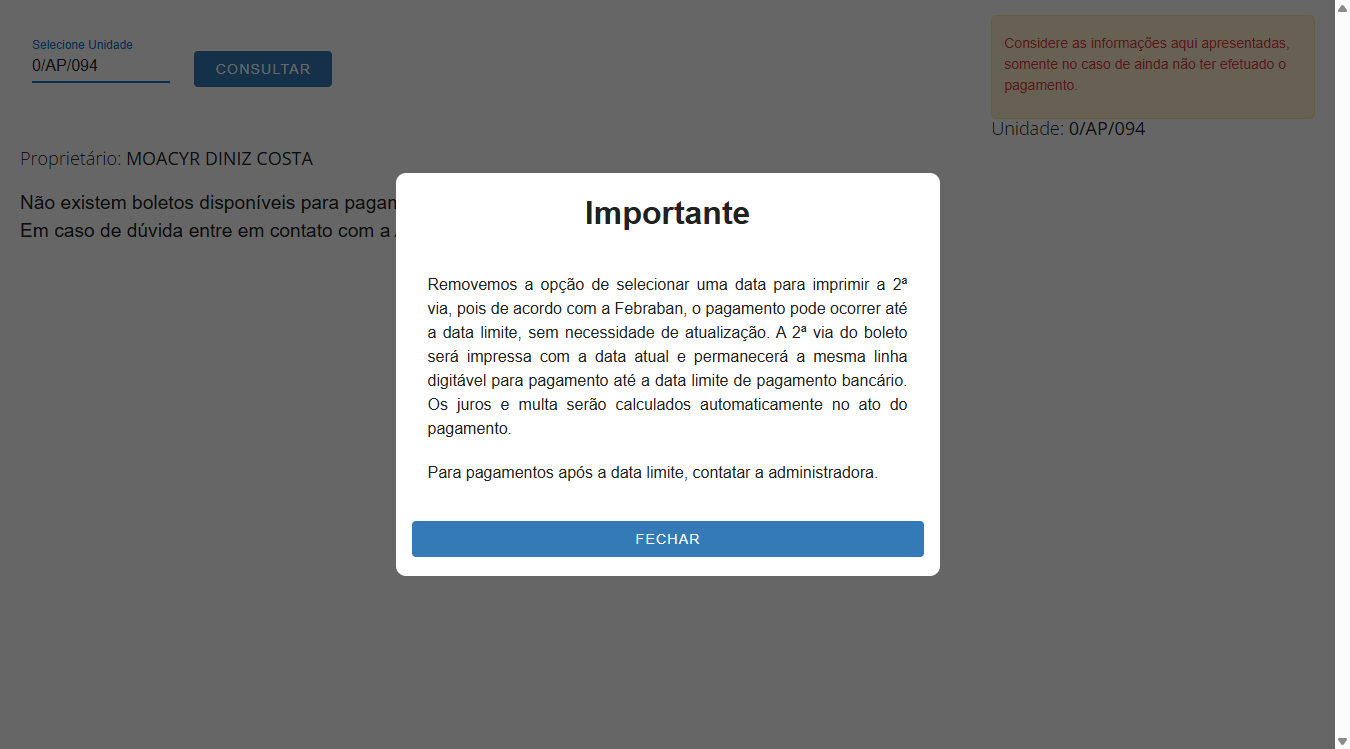 Selecione Unidade
0/AP/094
CONSULTAR
Considere as informações aqui apresentadas,
somente no caso de ainda não ter efetuado o
pagamento.
Unidade: 0/AP/094
Proprietário: MOACYR DINIZ COSTA
Não existem boletos disponíveis para
Em caso de dúvida entre em contato com a
Importante
Removemos a opção de selecionar uma data para imprimir a 2ª
via, pois de acordo com a Febraban, o pagamento pode ocorrer até
a data limite, sem necessidade de atualização. A 2ª via do boleto
será impressa com a data atual e permanecerá a mesma linha
digitável para pagamento até a data limite de pagamento bancário.
Os juros e multa serão calculados automaticamente no ato do
pagamento.
Para pagamentos após a data limite, contatar a administradora.
FECHAR